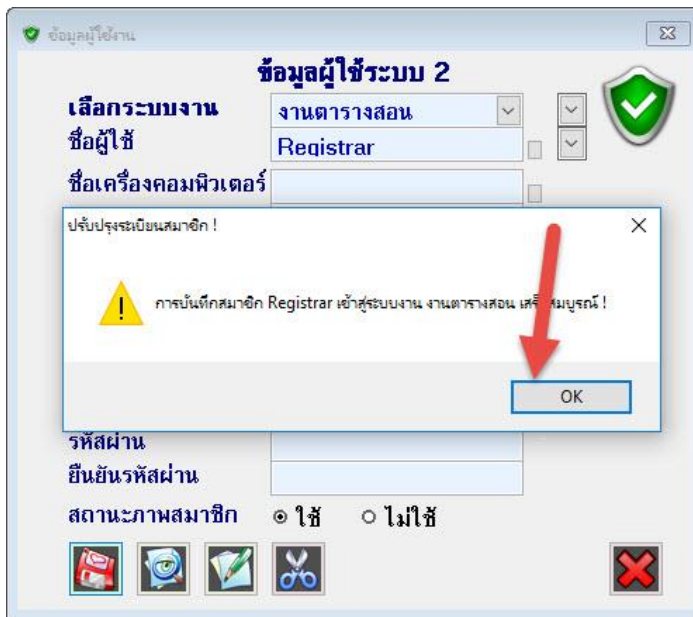 ข้อมูลผู้ใช้งาน
ข้อมูลผู้ใช้ระบบ 2
เลือกระบบงาน งานตารางสอน
ชื่อผู้ใช้ Registrar
ชื่อเครื่องคอมพิวเตอร์
ปรับปรุงระเบียนสมาชิก !
การบันทึกสมาชิก Registrar เข้าสู่ระบบงาน งานตารางสอน สมบูรณ์ !
OK
รหัสผ่าน
ยืนยันรหัสผ่าน
สถานะภาพสมาชิก ใช้ ไม่ใช้